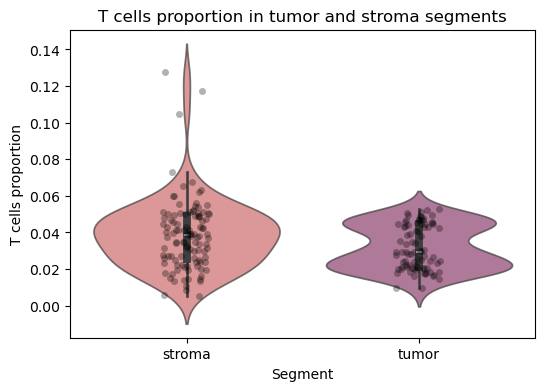 T cells proportion in tumor and stroma segments
T cells proportion
0.14
0.12
0.10
0.08
0.06
0.04
0.02
0.00
stroma
tumor
Segment